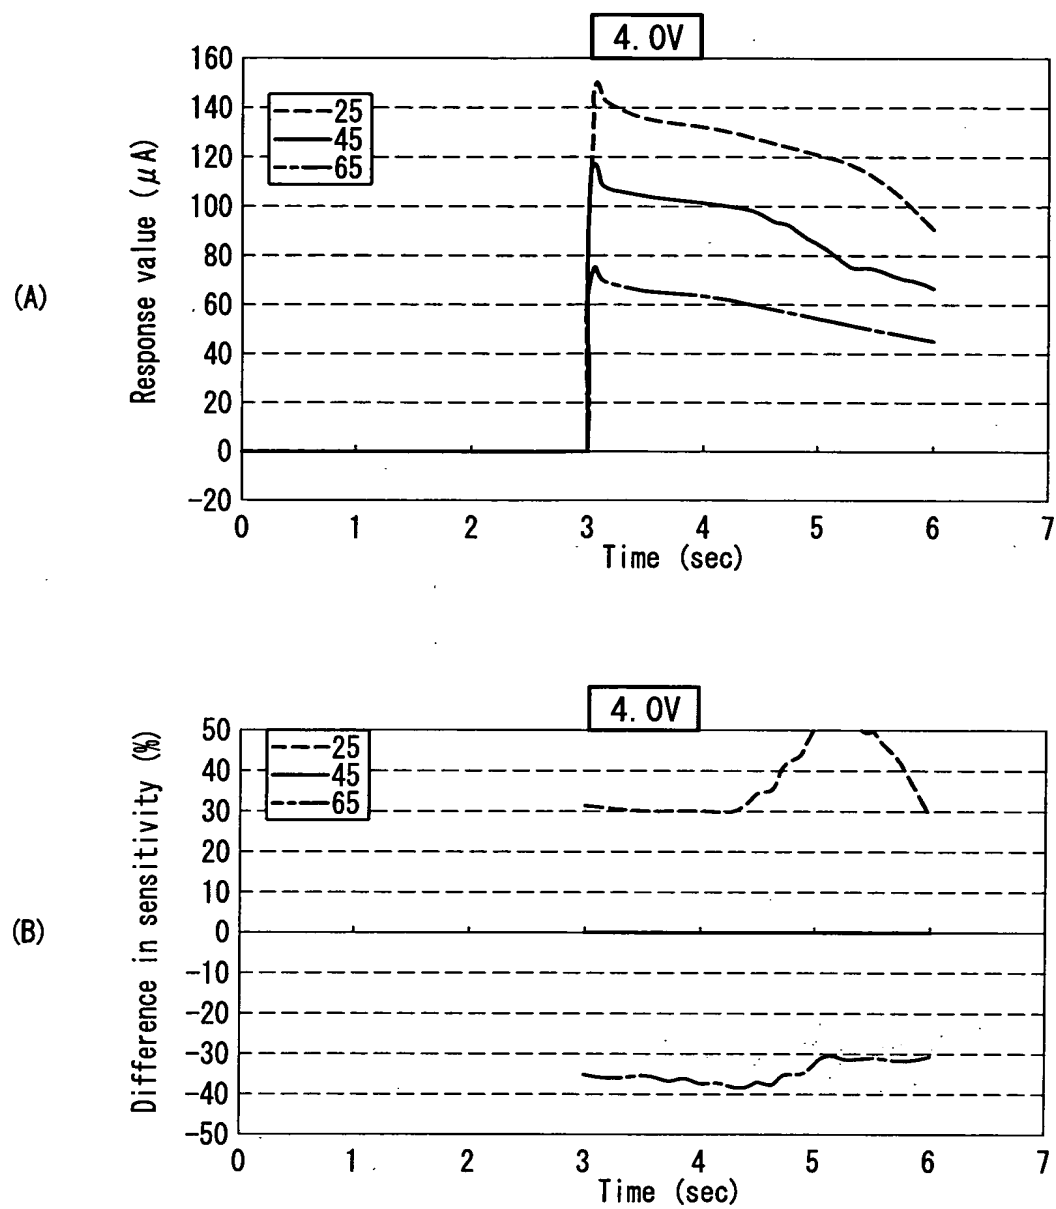 4. 0V
160
140
120
100
80
60
40
20
0
-20
25
45
65
Response value (μA)
(A)
0 1 2 3 4 5 6 7
Time (sec)
4. 0V
50
40
30
20
10
0
-10
-20
-30
-40
-50
25
45
65
Difference in sensitivity (%)
(B)
0 1 2 3 4 5 6 7
Time (sec)